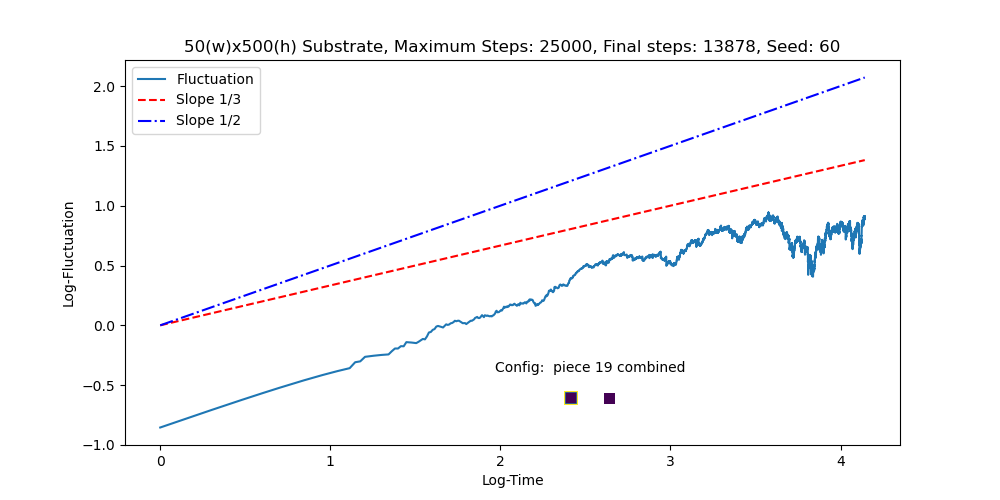 50(w)x500(h) Substrate, Maximum Steps: 25000, Final steps: 13878, Seed: 60
Fluctuation
Slope 1/3
Slope 1/2
2.0
1.5
1.0
0.5
0.0
−0.5
−1.0
Log-Fluctuation
Config:  piece 19 combined
0 1 2 3 4
Log-Time